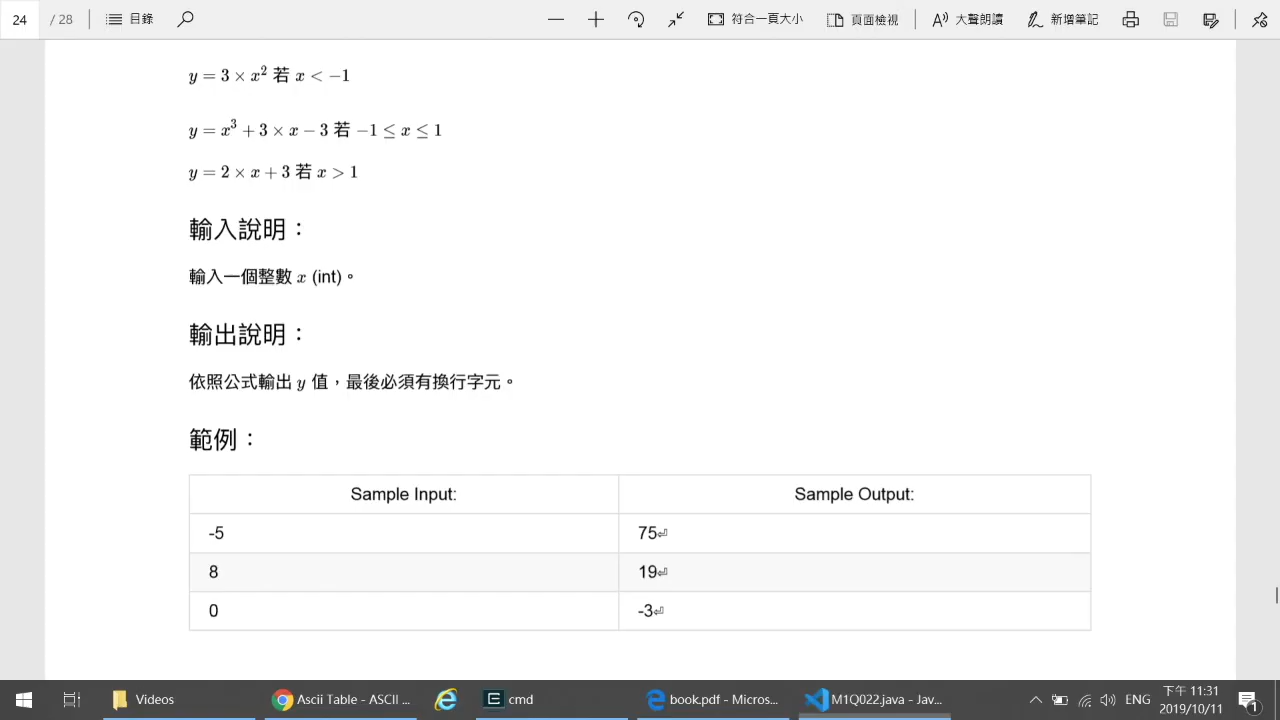 24 / 28 目錄 符合一頁大小 頁面檢視 大聲朗讀 新增筆記
y = 3 × x² 若 x < −1
y = x³ + 3 × x − 3 若 −1 ≤ x ≤ 1
y = 2 × x + 3 若 x > 1
輸入說明：
輸入一個整數 x (int)。
輸出說明：
依照公式輸出 y 值，最後必須有換行字元。
範例：
Sample Input: Sample Output:
-5 75⏎
8 19⏎
0 -3⏎
Videos Ascii Table - ASCII ... cmd book.pdf - Micros... M1Q022.java - Jav... ENG 下午 11:31
2019/10/11 1